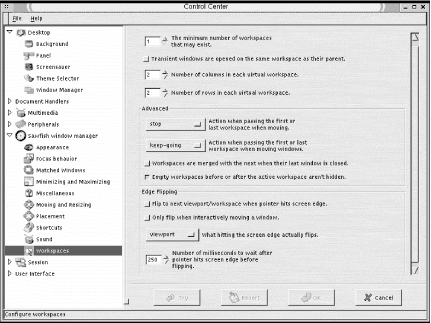 Control Center
File Help
Desktop
Background
Panel
Screensaver
Theme Selector
Window Manager
Document Handlers
Multimedia
Peripherals
Sawfish window manager
Appearance
Focus Behavior
Matched Windows
Minimizing and Maximizing
Miscellaneous
Moving and Resizing
Placement
Shortcuts
Sound
Workspaces
Session
User Interface
1 The minimum number of workspaces
that may exist.
Transient windows are opened on the same workspace as their parent.
2 Number of columns in each virtual workspace.
2 Number of rows in each virtual workspace.
Advanced
stop Action when passing the first or
last workspace when moving.
keep-going Action when passing the first or last
workspace when moving windows.
Workspaces are merged with the next when their last window is closed.
Empty workspaces before or after the active workspace aren't hidden.
Edge Flipping
Flip to next viewport/workspace when pointer hits screen edge.
Only flip when interactively moving a window.
viewport What hitting the screen edge actually flips.
250 Number of milliseconds to wait after
pointer hits screen edge before
flipping.
Try Revert OK Cancel
Configure workspaces